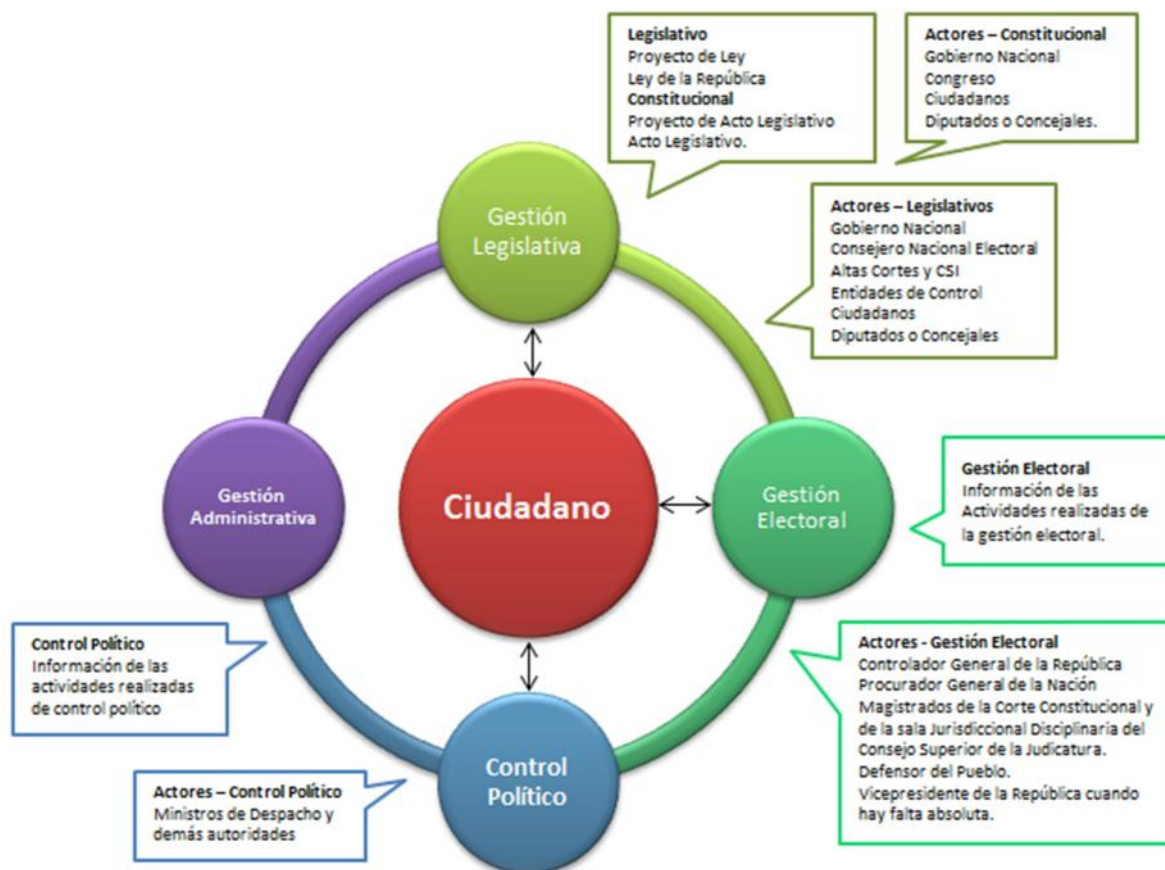 Legislativo
Proyecto de Ley
Ley de la República
Constitucional
Proyecto de Acto Legislativo
Acto Legislativo.
Actores – Constitucional
Gobierno Nacional
Congreso
Ciudadanos
Diputados o Concejales.
Actores – Legislativos
Gobierno Nacional
Consejero Nacional Electoral
Altas Cortes y CSI
Entidades de Control
Ciudadanos
Diputados o Concejales
Gestión
Legislativa
Gestión
Administrativa
Ciudadano
Gestión
Electoral
Gestión Electoral
Información de las
Actividades realizadas de
la gestión electoral.
Control Político
Información de las
actividades realizadas
de control político
Actores - Gestión Electoral
Controlador General de la República
Procurador General de la Nación
Magistrados de la Corte Constitucional y
de la sala Jurisdiccional Disciplinaria del
Consejo Superior de la Judicatura.
Defensor del Pueblo.
Vicepresidente de la República cuando
hay falta absoluta.
Control
Político
Actores – Control Político
Ministros de Despacho y
demás autoridades